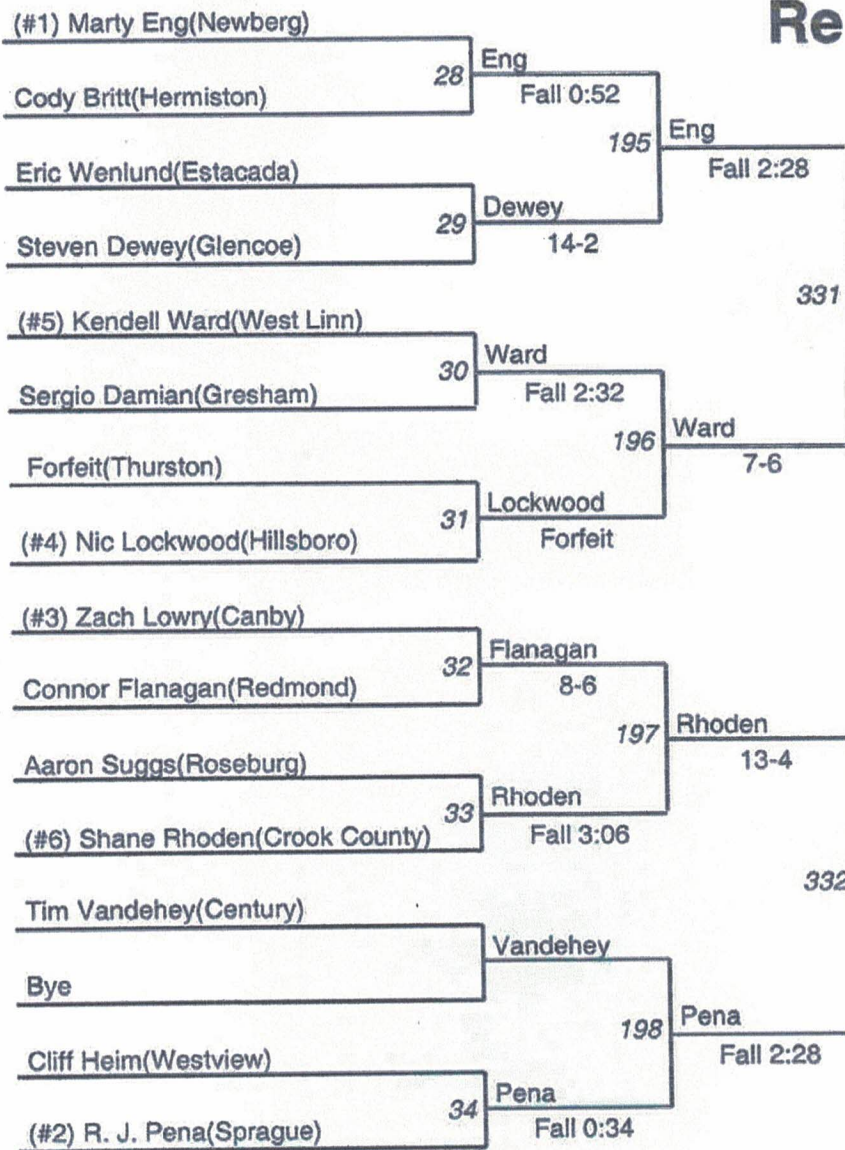 Re
(#1) Marty Eng(Newberg)
28
Eng
Fall 0:52
Cody Britt(Hermiston)
195
Eng
Fall 2:28
Eric Wenlund(Estacada)
29
Dewey
14-2
Steven Dewey(Glencoe)
331
(#5) Kendell Ward(West Linn)
30
Ward
Fall 2:32
Sergio Damian(Gresham)
196
Ward
7-6
Forfeit(Thurston)
31
Lockwood
Forfeit
(#4) Nic Lockwood(Hillsboro)
(#3) Zach Lowry(Canby)
32
Flanagan
8-6
Connor Flanagan(Redmond)
197
Rhoden
13-4
Aaron Suggs(Roseburg)
33
Rhoden
Fall 3:06
(#6) Shane Rhoden(Crook County)
332
Tim Vandehey(Century)
Vandehey
Bye
198
Pena
Fall 2:28
Cliff Heim(Westview)
34
Pena
Fall 0:34
(#2) R. J. Pena(Sprague)